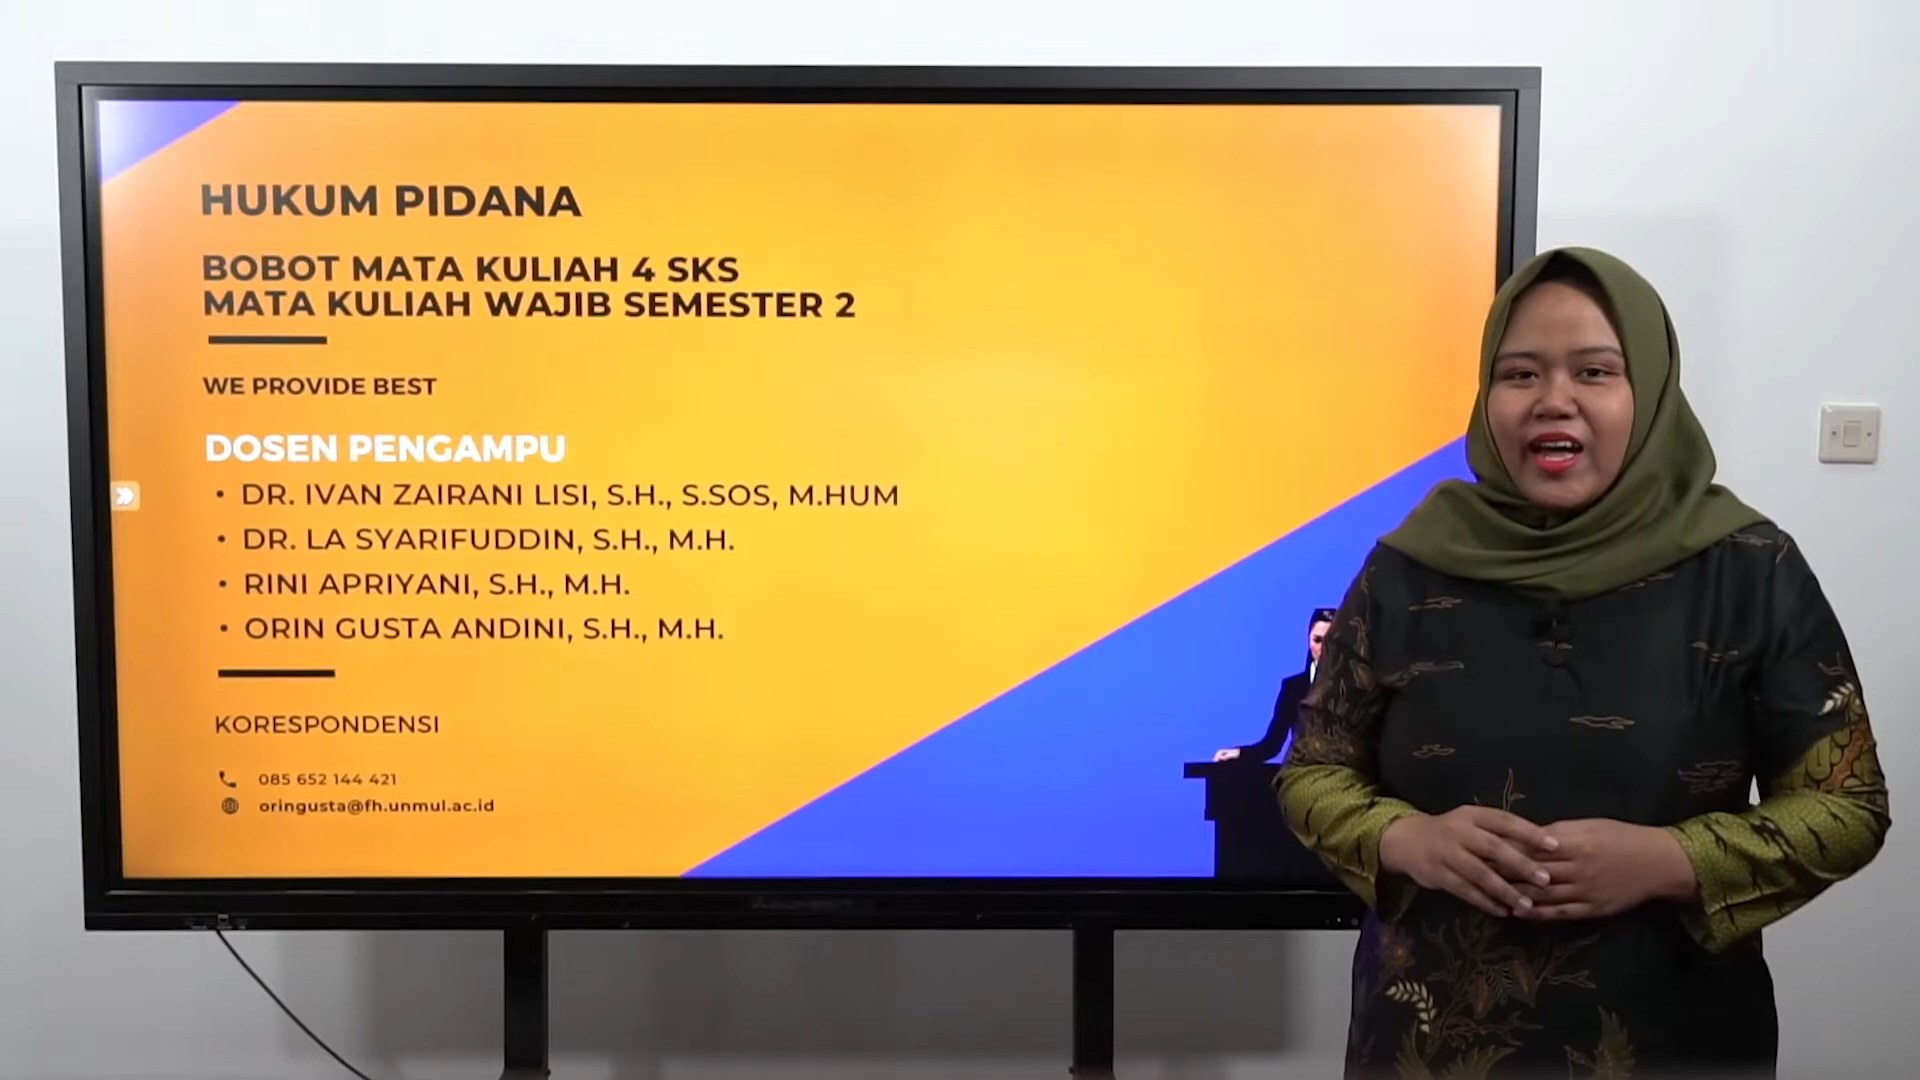 HUKUM PIDANA
BOBOT MATA KULIAH 4 SKS
MATA KULIAH WAJIB SEMESTER 2
WE PROVIDE BEST
DOSEN PENGAMPU
• DR. IVAN ZAIRANI LISI, S.H., S.SOS, M.HUM
• DR. LA SYARIFUDDIN, S.H., M.H.
• RINI APRIYANI, S.H., M.H.
• ORIN GUSTA ANDINI, S.H., M.H.
KORESPONDENSI
085 652 144 421
oringusta@fh.unmul.ac.id